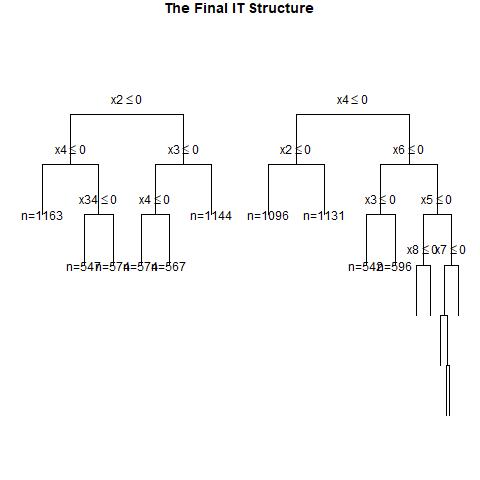 The Final IT Structure
x2 ≤ 0 x4 ≤ 0
x4 ≤ 0 x3 ≤ 0 x2 ≤ 0 x6 ≤ 0
x34 ≤ 0 x4 ≤ 0 x3 ≤ 0 x5 ≤ 0
n=1163 n=1144 n=1096 n=1131
x8 ≤ 0 x7 ≤ 0
n=547 n=574 n=574 n=567 n=542 n=596